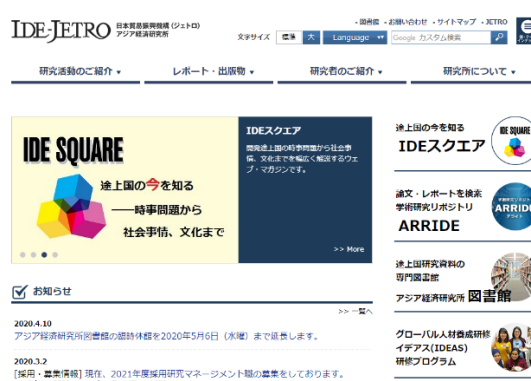 IDE-JETRO 日本貿易振興機構 (ジェトロ)
アジア経済研究所
・図書館 ・お問い合わせ ・サイトマップ ・JETRO
文字サイズ 標準 大 Language Google カスタム検索
研究活動のご紹介 レポート・出版物 研究者のご紹介 研究所について
IDE SQUARE
途上国の今を知る
――時事問題から
社会事情、文化まで
IDEスクエア
開発途上国の時事問題から社会事
情、文化までを幅広く解説するウェ
ブ・マガジンです。
>> More
途上国の今を知る
IDEスクエア
IDE SQUARE
論文・レポートを検索
学術研究リポジトリ
ARRIDE
ARRIDE
途上国研究資料の
専門図書館
アジア経済研究所 図書館
グローバル人材養成研修
イデアス(IDEAS)
研修プログラム
お知らせ
>> 一覧へ
2020.4.10
アジア経済研究所図書館の臨時休館を2020年5月6日（水曜）まで延長します。
2020.3.2
[採用・募集情報] 現在、2021年度採用研究マネージメント職の募集をしております。